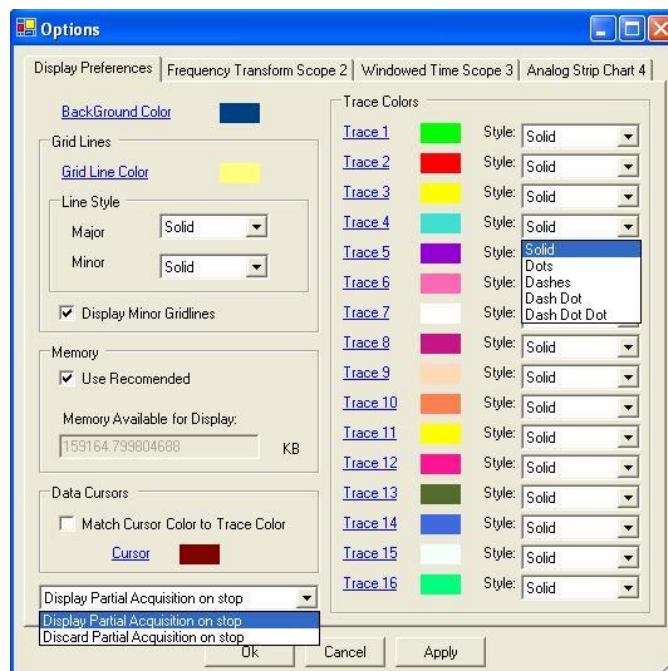 Options
Display Preferences Frequency Transform Scope 2 Windowed Time Scope 3 Analog Strip Chart 4
BackGround Color
Grid Lines
Grid Line Color
Line Style
Major Solid
Minor Solid
Display Minor Gridlines
Memory
Use Recomended
Memory Available for Display:
159164.799804688 KB
Data Cursors
Match Cursor Color to Trace Color
Cursor
Display Partial Acquisition on stop
Display Partial Acquisition on stop
Discard Partial Acquisition on stop
Trace Colors
Trace 1 Style: Solid
Trace 2 Style: Solid
Trace 3 Style: Solid
Trace 4 Style: Solid
Trace 5 Style: Solid
Dots
Trace 6 Style: Dashes
Dash Dot
Trace 7 Style: Dash Dot Dot
Trace 8 Style: Solid
Trace 9 Style: Solid
Trace 10 Style: Solid
Trace 11 Style: Solid
Trace 12 Style: Solid
Trace 13 Style: Solid
Trace 14 Style: Solid
Trace 15 Style: Solid
Trace 16 Style: Solid
Ok Cancel Apply